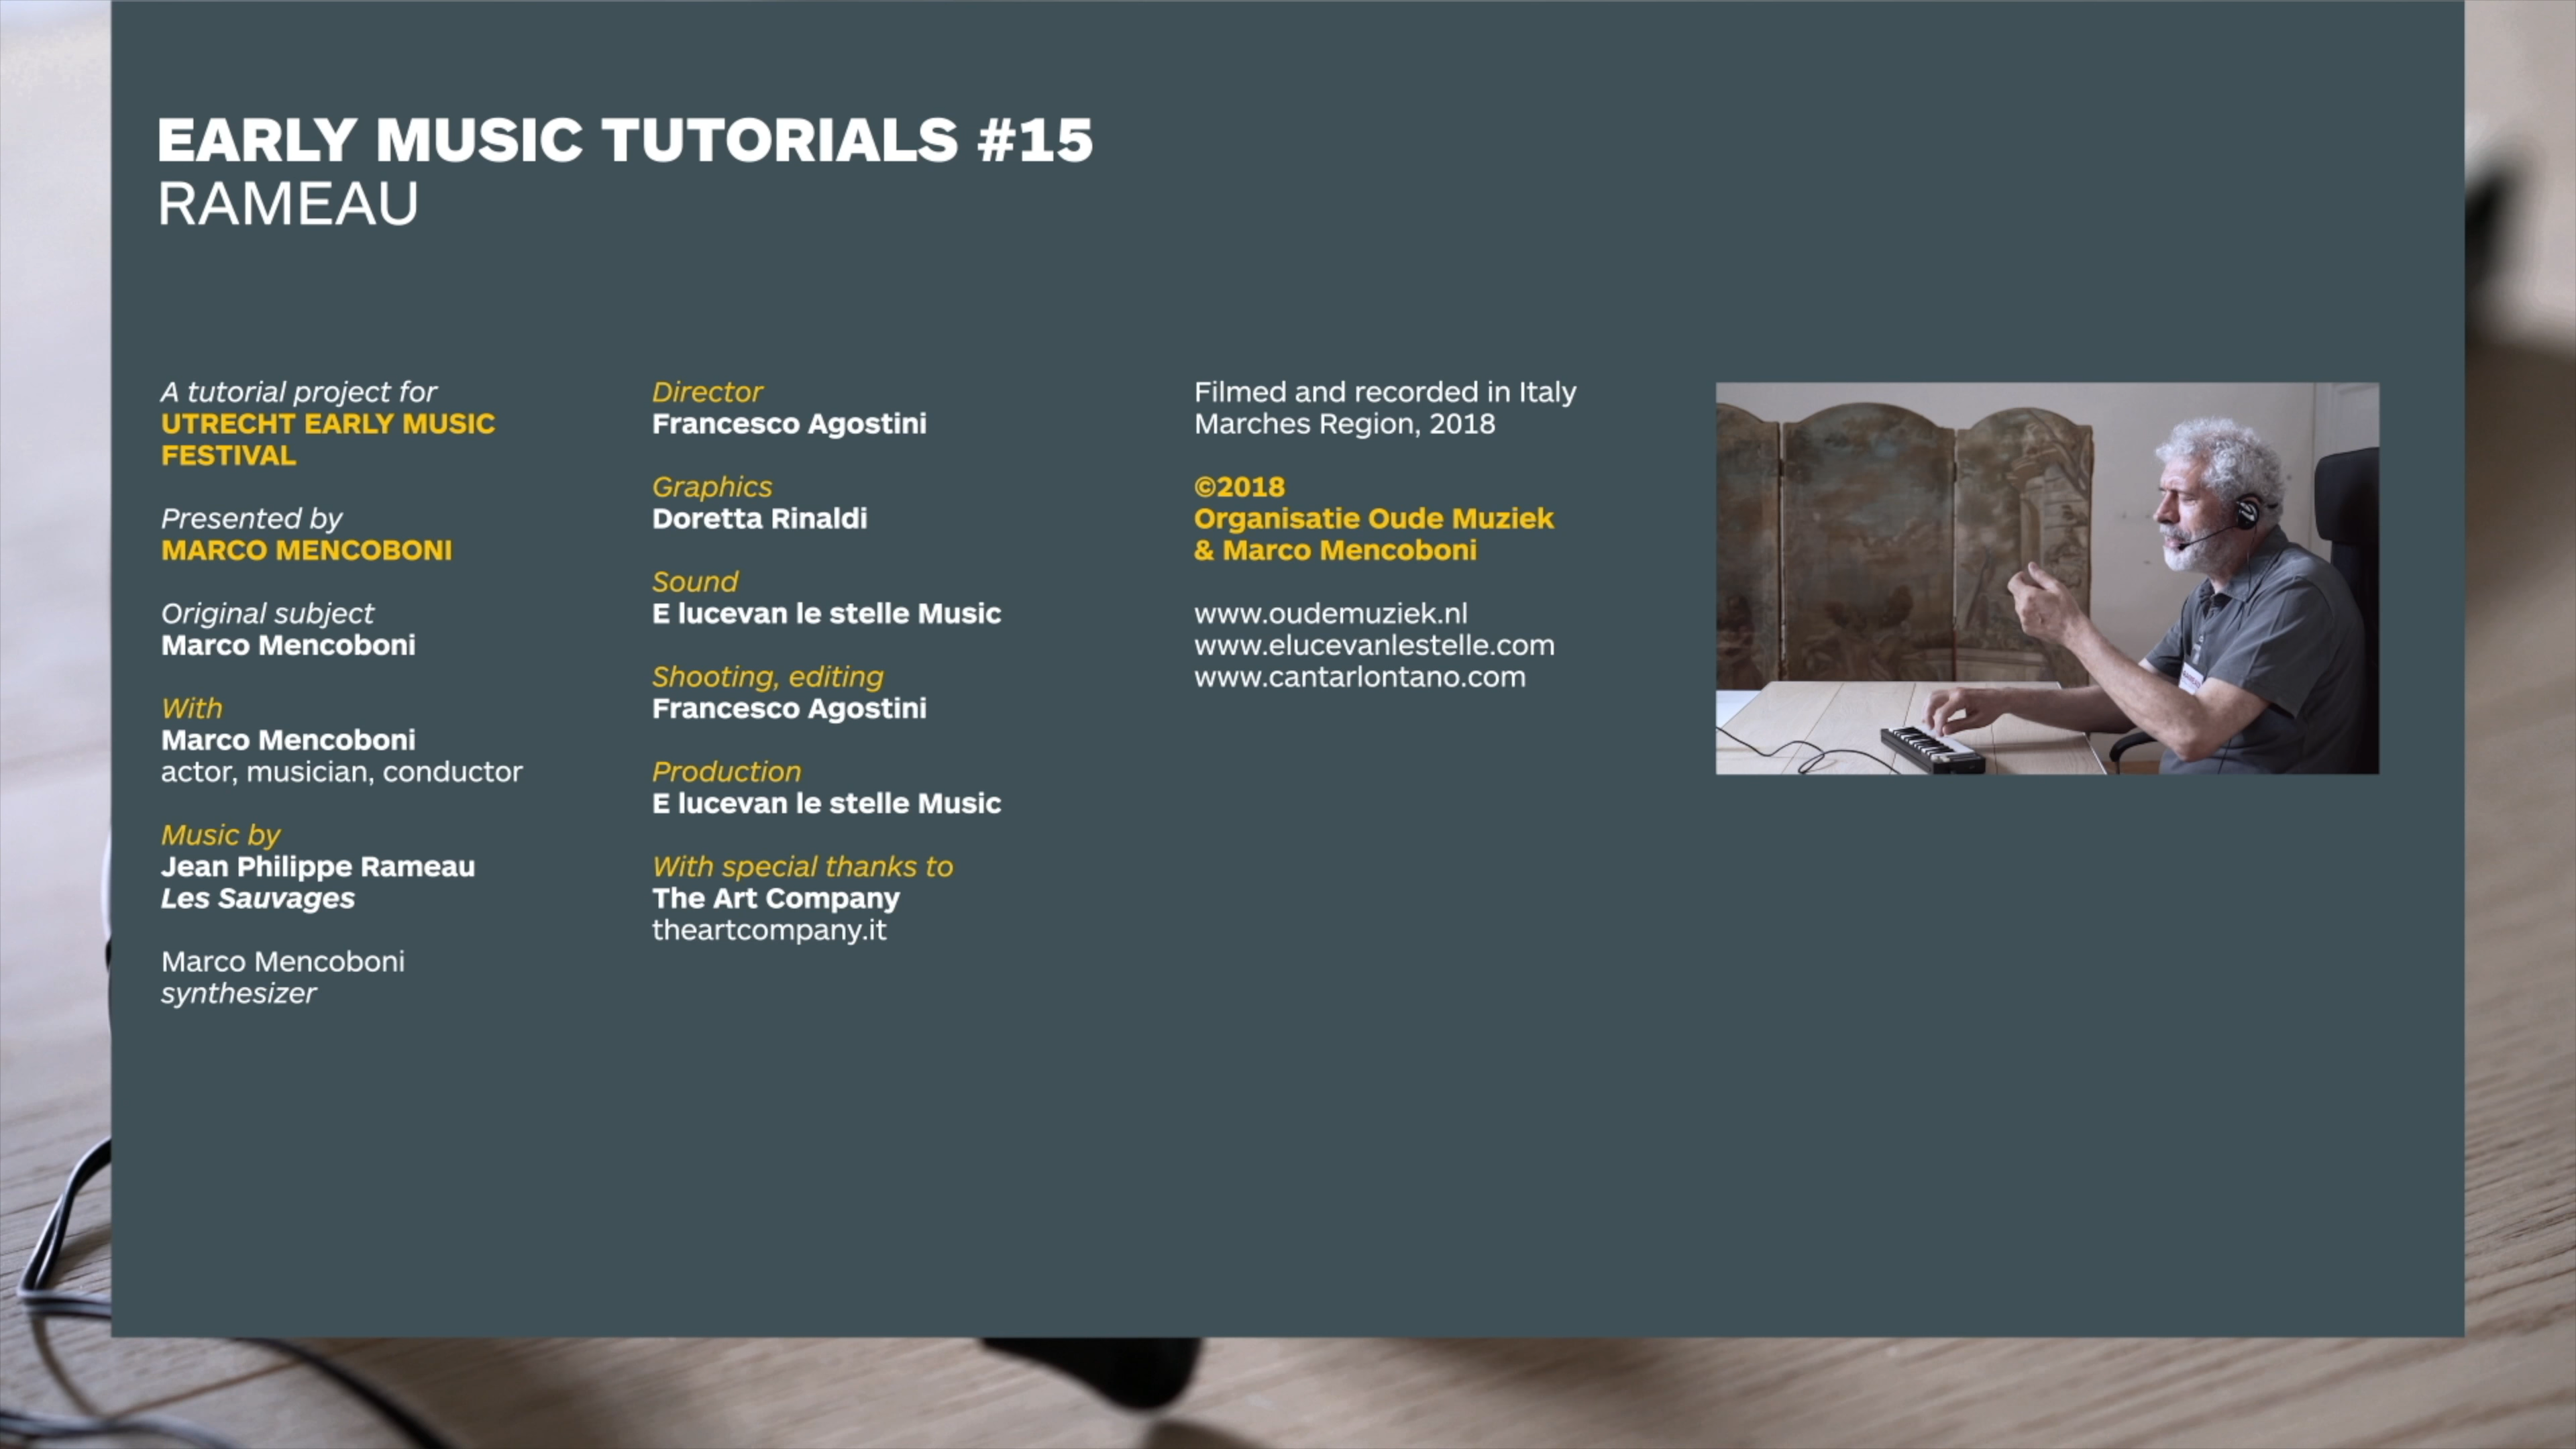 EARLY MUSIC TUTORIALS #15
RAMEAU
A tutorial project for
UTRECHT EARLY MUSIC
FESTIVAL
Presented by
MARCO MENCOBONI
Original subject
Marco Mencoboni
With
Marco Mencoboni
actor, musician, conductor
Music by
Jean Philippe Rameau
Les Sauvages
Marco Mencoboni
synthesizer
Director
Francesco Agostini
Graphics
Doretta Rinaldi
Sound
E lucevan le stelle Music
Shooting, editing
Francesco Agostini
Production
E lucevan le stelle Music
With special thanks to
The Art Company
theartcompany.it
Filmed and recorded in Italy
Marches Region, 2018
©2018
Organisatie Oude Muziek
& Marco Mencoboni
www.oudemuziek.nl
www.elucevanlestelle.com
www.cantarlontano.com